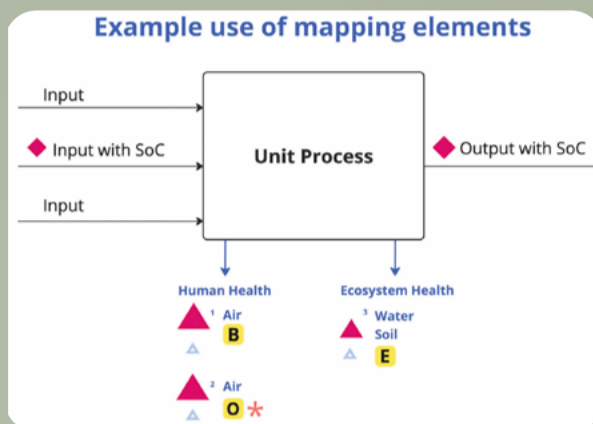 Example use of mapping elements
Input
Input with SoC
Input
Unit Process
Output with SoC
Human Health
1 Air
B
2 Air
O *
Ecosystem Health
3 Water
Soil
E